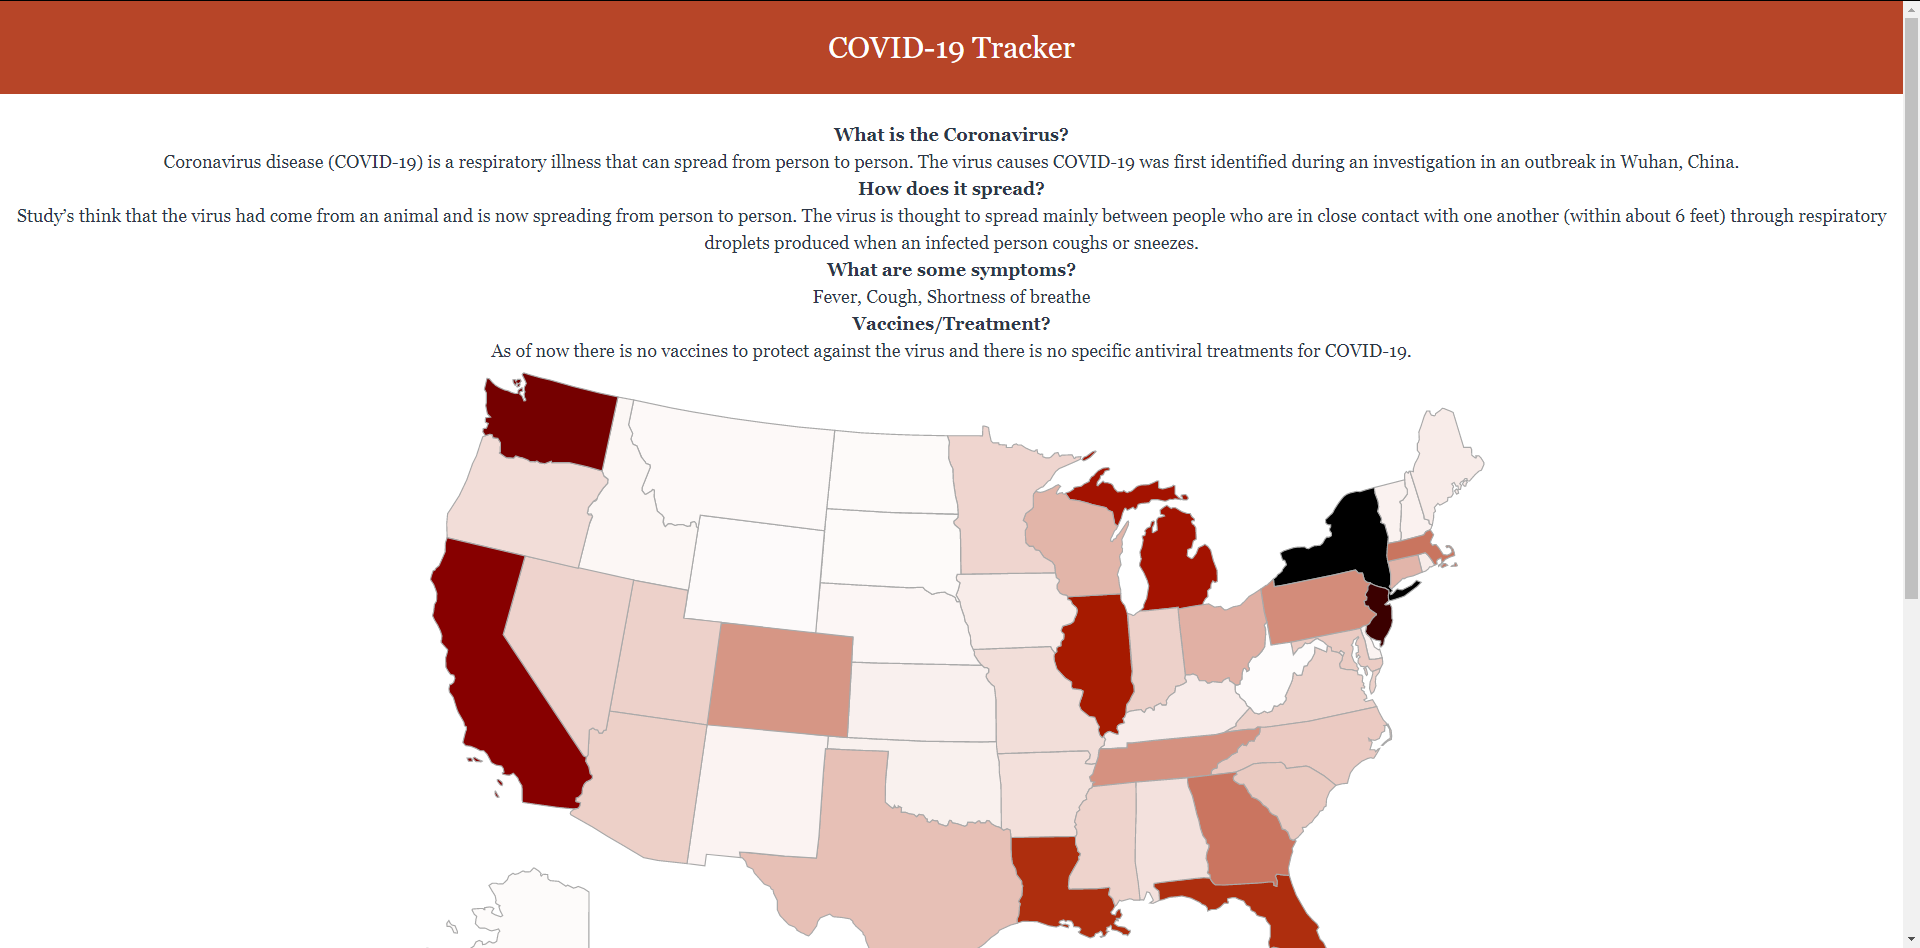 COVID-19 Tracker
What is the Coronavirus?
Coronavirus disease (COVID-19) is a respiratory illness that can spread from person to person. The virus causes COVID-19 was first identified during an investigation in an outbreak in Wuhan, China.
How does it spread?
Study’s think that the virus had come from an animal and is now spreading from person to person. The virus is thought to spread mainly between people who are in close contact with one another (within about 6 feet) through respiratory
droplets produced when an infected person coughs or sneezes.
What are some symptoms?
Fever, Cough, Shortness of breathe
Vaccines/Treatment?
As of now there is no vaccines to protect against the virus and there is no specific antiviral treatments for COVID-19.